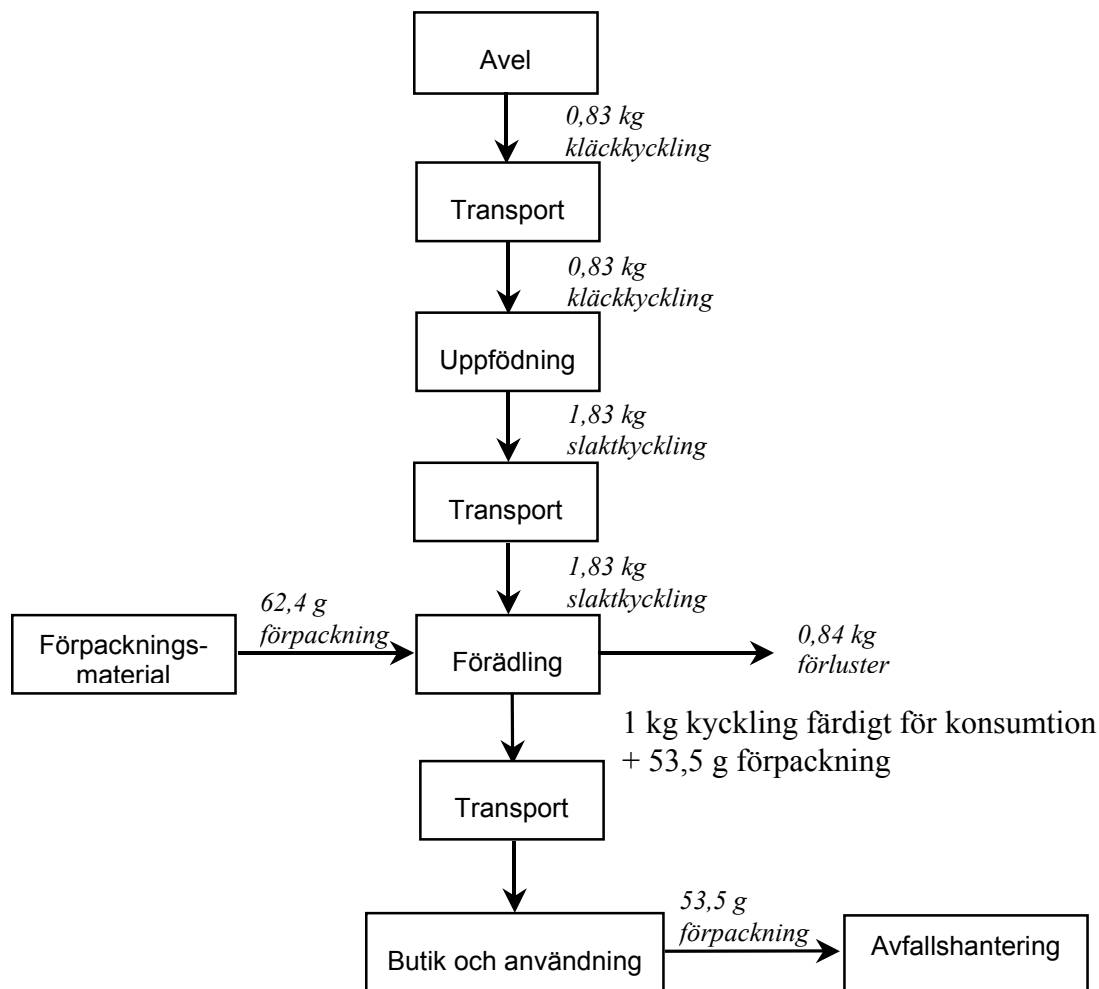 Avel
0,83 kg
kläckkyckling
Transport
0,83 kg
kläckkyckling
Uppfödning
1,83 kg
slaktkyckling
Transport
1,83 kg
slaktkyckling
62,4 g
förpackning
Förpacknings-
material
Förädling
0,84 kg
förluster
1 kg kyckling färdigt för konsumtion
+ 53,5 g förpackning
Transport
53,5 g
förpackning
Butik och användning
Avfallshantering